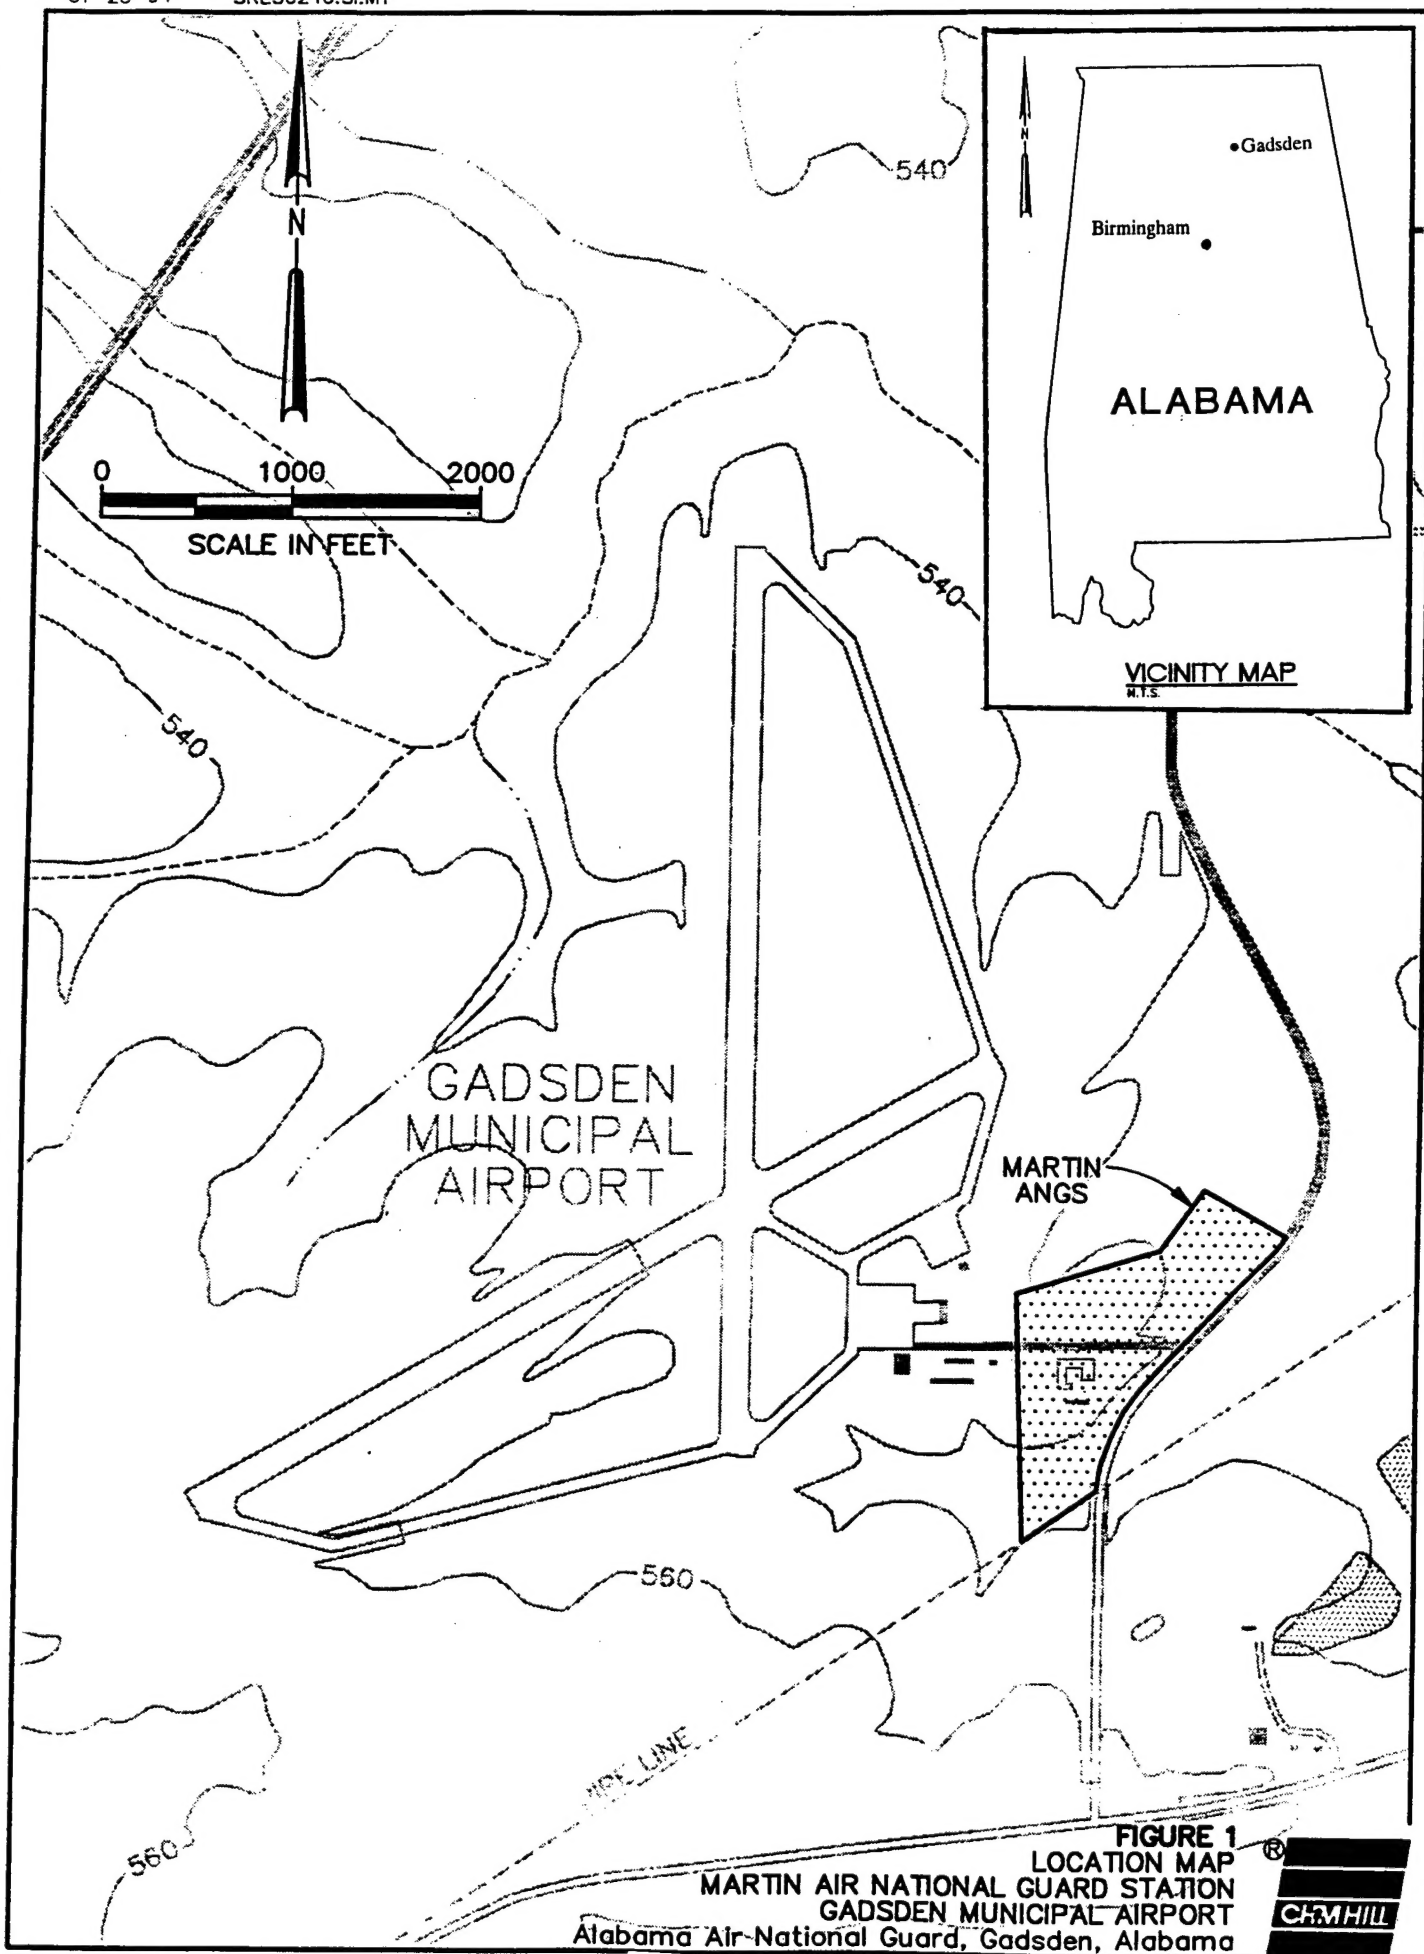 N
0 1000 2000
SCALE IN FEET
540
N
Gadsden
Birmingham
ALABAMA
VICINITY MAP
N.T.S.
540
540
GADSDEN
MUNICIPAL
AIRPORT
MARTIN
ANGS
560
PIPE LINE
560
FIGURE 1
LOCATION MAP
MARTIN AIR NATIONAL GUARD STATION
GADSDEN MUNICIPAL AIRPORT
Alabama Air National Guard, Gadsden, Alabama
®
CH2M HILL